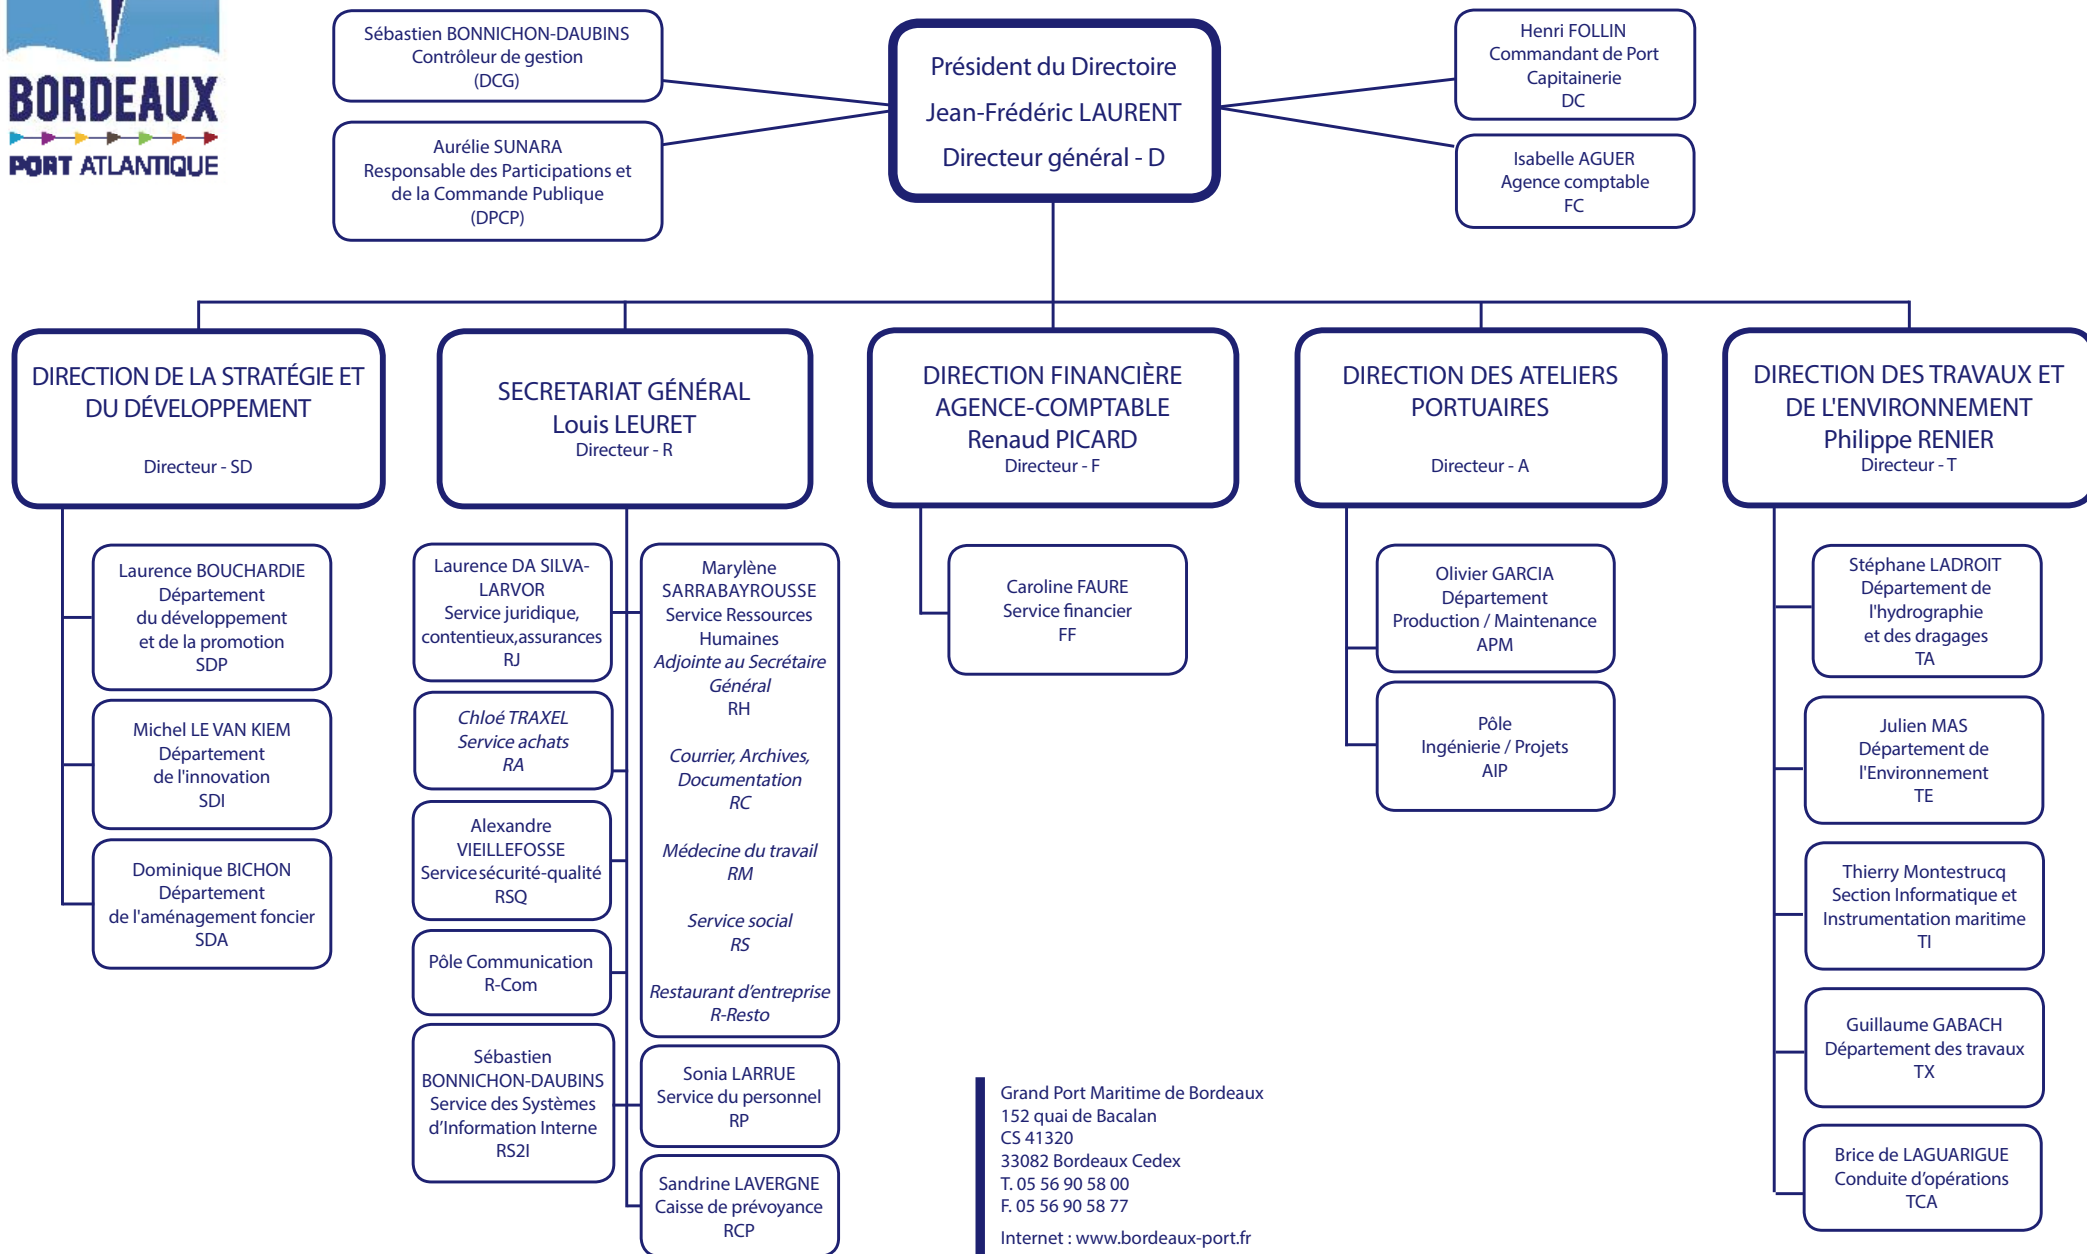 BORDEAUX
PORT ATLANTIQUE
Sébastien BONNICHON-DAUBINS
Contrôleur de gestion
(DCG)
Aurélie SUNARA
Responsable des Participations et
de la Commande Publique
(DPCP)
Président du Directoire
Jean-Frédéric LAURENT
Directeur général - D
Henri FOLLIN
Commandant de Port
Capitainerie
DC
Isabelle AGUER
Agence comptable
FC
DIRECTION DE LA STRATÉGIE ET
DU DÉVELOPPEMENT
Directeur - SD
Laurence BOUCHARDIE
Département
du développement
et de la promotion
SDP
Michel LE VAN KIEM
Département
de l'innovation
SDI
Dominique BICHON
Département
de l'aménagement foncier
SDA
SECRETARIAT GÉNÉRAL
Louis LEURET
Directeur - R
Laurence DA SILVA-
LARVOR
Service juridique,
contentieux,assurances
RJ
Chloé TRAXEL
Service achats
RA
Alexandre
VIEILLEFOSSE
Service sécurité-qualité
RSQ
Pôle Communication
R-Com
Sébastien
BONNICHON-DAUBINS
Service des Systèmes
d’Information Interne
RS2I
Marylène
SARRABAYROUSSE
Service Ressources
Humaines
Adjointe au Secrétaire
Général
RH
Courrier, Archives,
Documentation
RC
Médecine du travail
RM
Service social
RS
Restaurant d’entreprise
R-Resto
Sonia LARRUE
Service du personnel
RP
Sandrine LAVERGNE
Caisse de prévoyance
RCP
DIRECTION FINANCIÈRE
AGENCE-COMPTABLE
Renaud PICARD
Directeur - F
Caroline FAURE
Service financier
FF
DIRECTION DES ATELIERS
PORTUAIRES
Directeur - A
Olivier GARCIA
Département
Production / Maintenance
APM
Pôle
Ingénierie / Projets
AIP
DIRECTION DES TRAVAUX ET
DE L'ENVIRONNEMENT
Philippe RENIER
Directeur - T
Stéphane LADROIT
Département de
l'hydrographie
et des dragages
TA
Julien MAS
Département de
l'Environnement
TE
Thierry Montestrucq
Section Informatique et
Instrumentation maritime
TI
Guillaume GABACH
Département des travaux
TX
Brice de LAGUARIGUE
Conduite d’opérations
TCA
Grand Port Maritime de Bordeaux
152 quai de Bacalan
CS 41320
33082 Bordeaux Cedex
T. 05 56 90 58 00
F. 05 56 90 58 77
Internet : www.bordeaux-port.fr